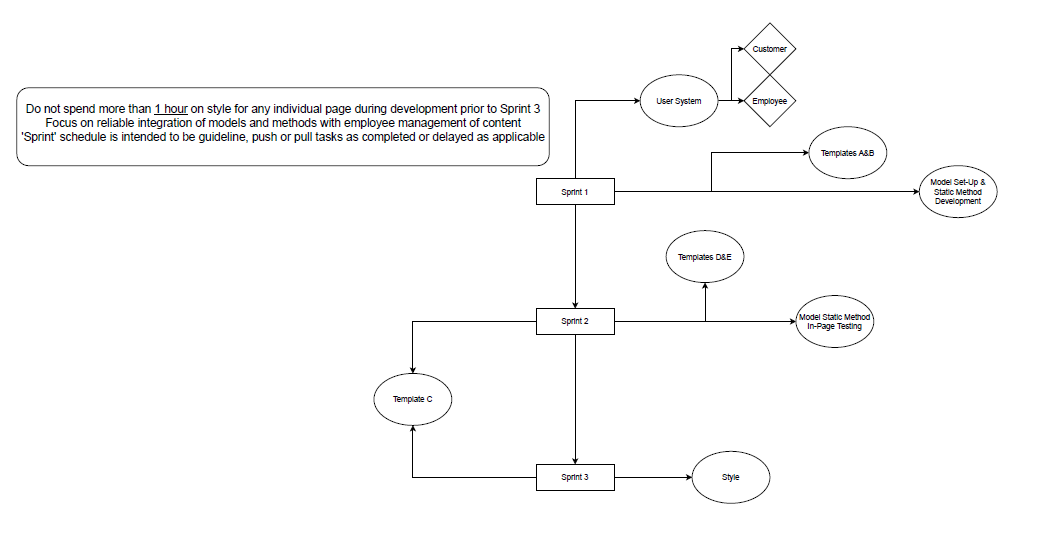 Customer
Do not spend more than 1 hour on style for any individual page during development prior to Sprint 3
Focus on reliable integration of models and methods with employee management of content
'Sprint' schedule is intended to be guideline, push or pull tasks as completed or delayed as applicable
User System
Employee
Templates A&B
Sprint 1
Model Set-Up &
Static Method
Development
Templates D&E
Sprint 2
Model Static Method
In-Page Testing
Template C
Sprint 3
Style